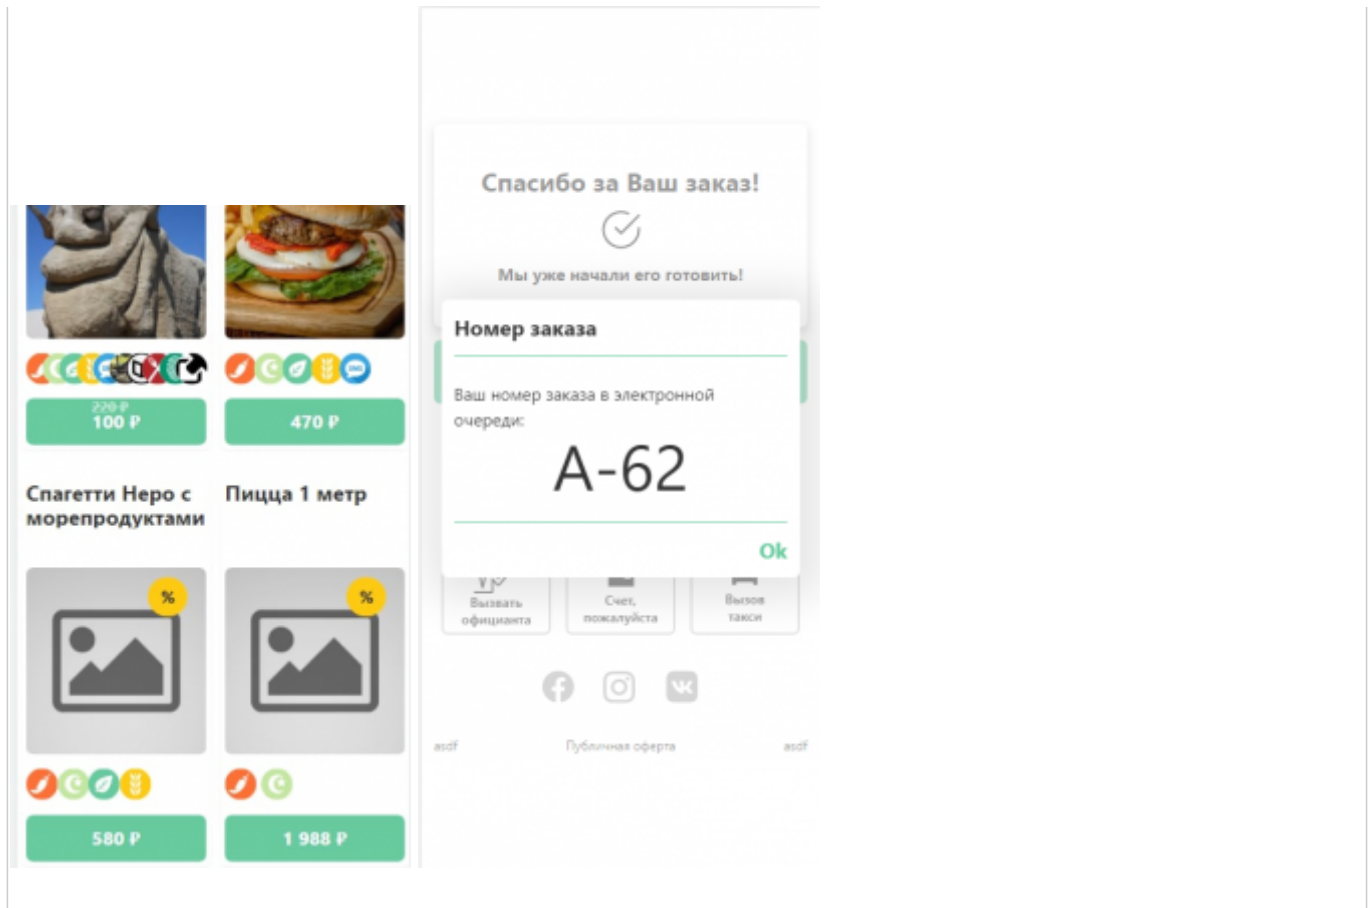 220 ₽
100 ₽
470 ₽
Спагетти Неро с
морепродуктами
Пицца 1 метр
%
%
580 ₽
1 988 ₽
Спасибо за Ваш заказ!
Мы уже начали его готовить!
Номер заказа
Ваш номер заказа в электронной
очереди:
A-62
Ok
Вызвать
официанта
Счет,
пожалуйста
Вызов
такси
asdf
Публичная оферта
asdf